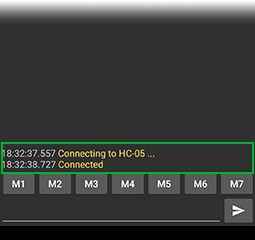 18:32:37.557 Connecting to HC-05 ...
18:32:38.727 Connected
M1 M2 M3 M4 M5 M6 M7